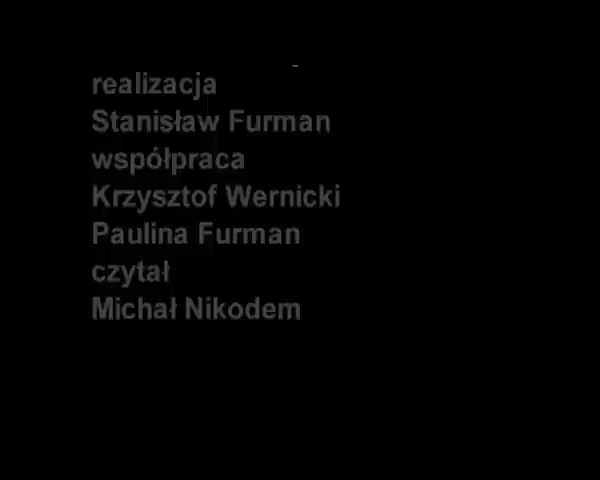 realizacja
Stanisław Furman
współpraca
Krzysztof Wernicki
Paulina Furman
czytał
Michał Nikodem